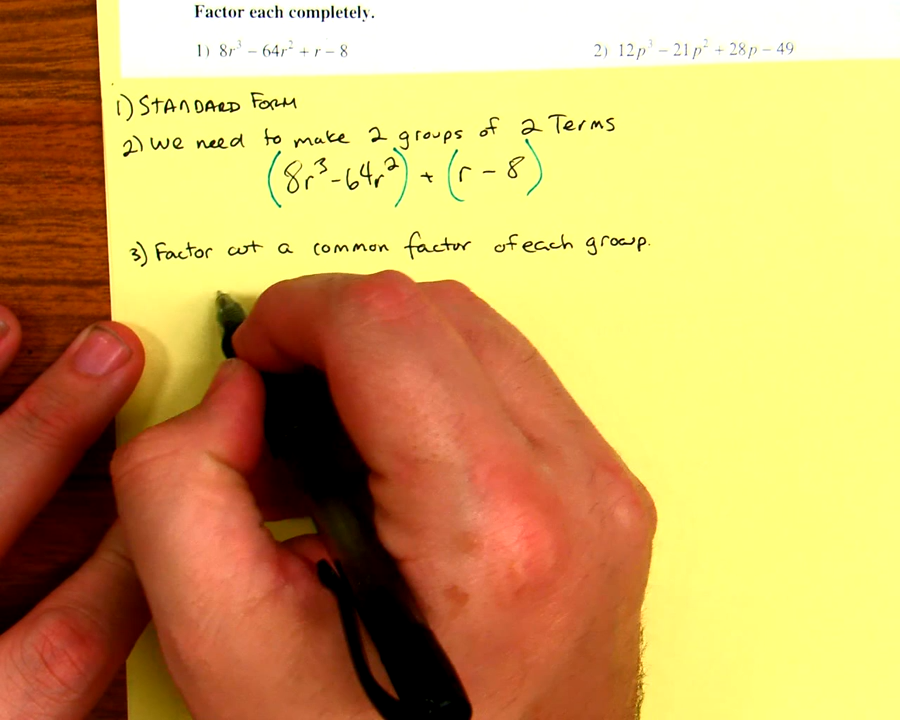 Factor each completely.
1) 8r³ − 64r² + r − 8
2) 12p³ − 21p² + 28p − 49
1) STANDARD FORM
2) We need to make 2 groups of 2 Terms
(8r³-64r²) + (r - 8)
3) Factor out a common factor of each group.